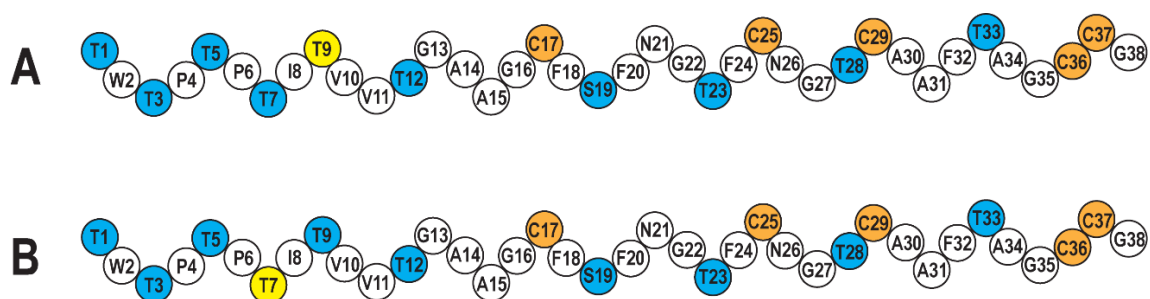 A T1 W2 T3 P4 T5 P6 T7 I8 T9 V10 V11 T12 G13 A14 A15 G16 C17 F18 S19 F20 N21 G22 T23 F24 C25 N26 G27 T28 C29 A30 A31 F32 T33 A34 G35 C36 C37 G38
B T1 W2 T3 P4 T5 P6 T7 I8 T9 V10 V11 T12 G13 A14 A15 G16 C17 F18 S19 F20 N21 G22 T23 F24 C25 N26 G27 T28 C29 A30 A31 F32 T33 A34 G35 C36 C37 G38